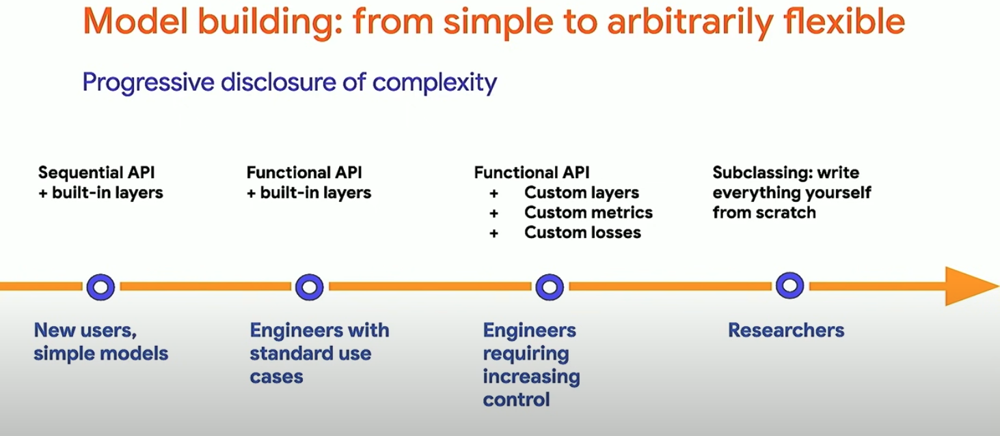 Model building: from simple to arbitrarily flexible
Progressive disclosure of complexity
Sequential API
+ built-in layers
Functional API
+ built-in layers
Functional API
+ Custom layers
+ Custom metrics
+ Custom losses
Subclassing: write
everything yourself
from scratch
New users,
simple models
Engineers with
standard use
cases
Engineers
requiring
increasing
control
Researchers